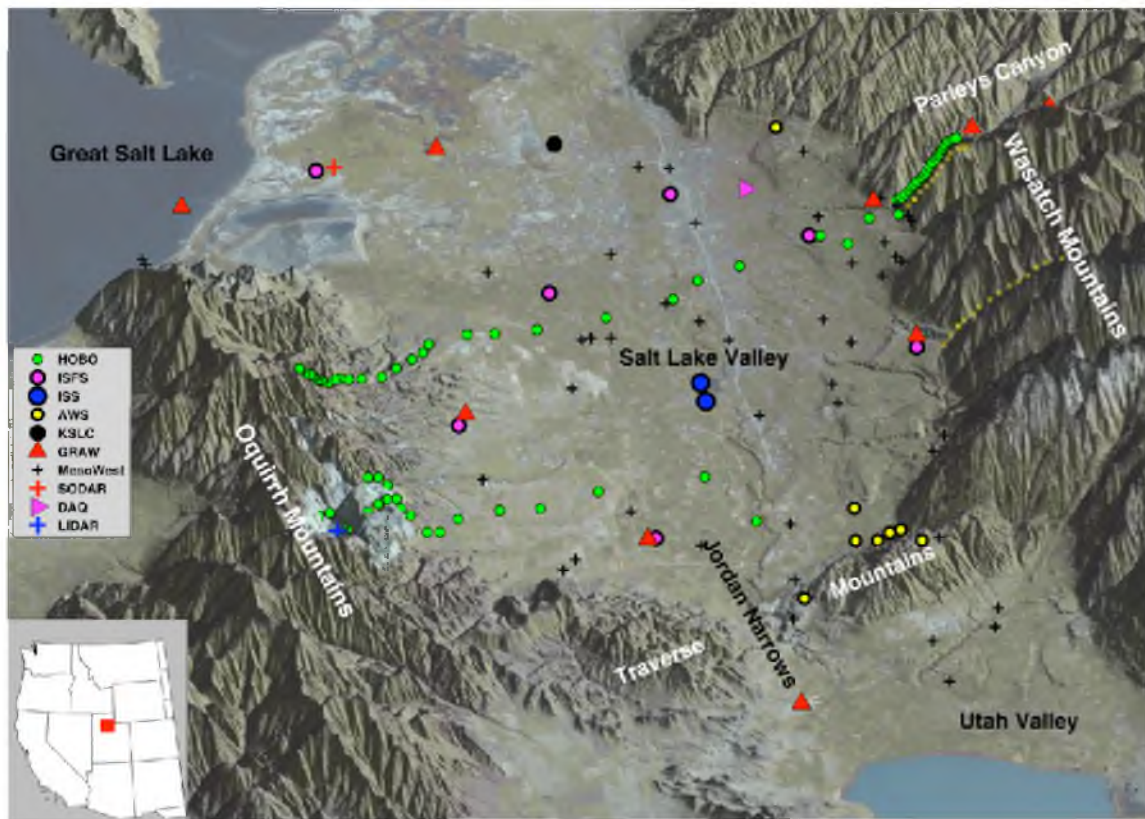 Parleys Canyon
Great Salt Lake
Wasatch Mountains
Salt Lake Valley
HOBO
ISFS
ISS
AWS
KSLC
GRAW
MesoWest
SODAR
DAQ
LIDAR
Oquirrh Mountains
Jordan Narrows
Mountains
Traverse
Utah Valley